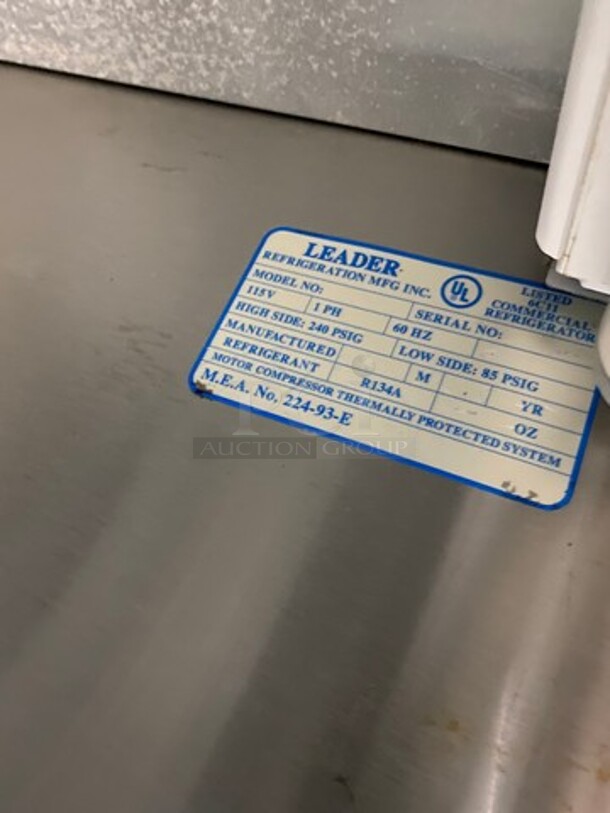 LEADER
REFRIGERATION MFG INC.
UL
LISTED
6C11
COMMERCIAL
REFRIGERATOR
MODEL NO:
SERIAL NO:
115V
1 PH
60 HZ
HIGH SIDE: 240 PSIG
LOW SIDE: 85 PSIG
MANUFACTURED
M
YR
REFRIGERANT
R134A
OZ
MOTOR COMPRESSOR THERMALLY PROTECTED SYSTEM
M.E.A. No. 224-93-E
AUCTION GROUP